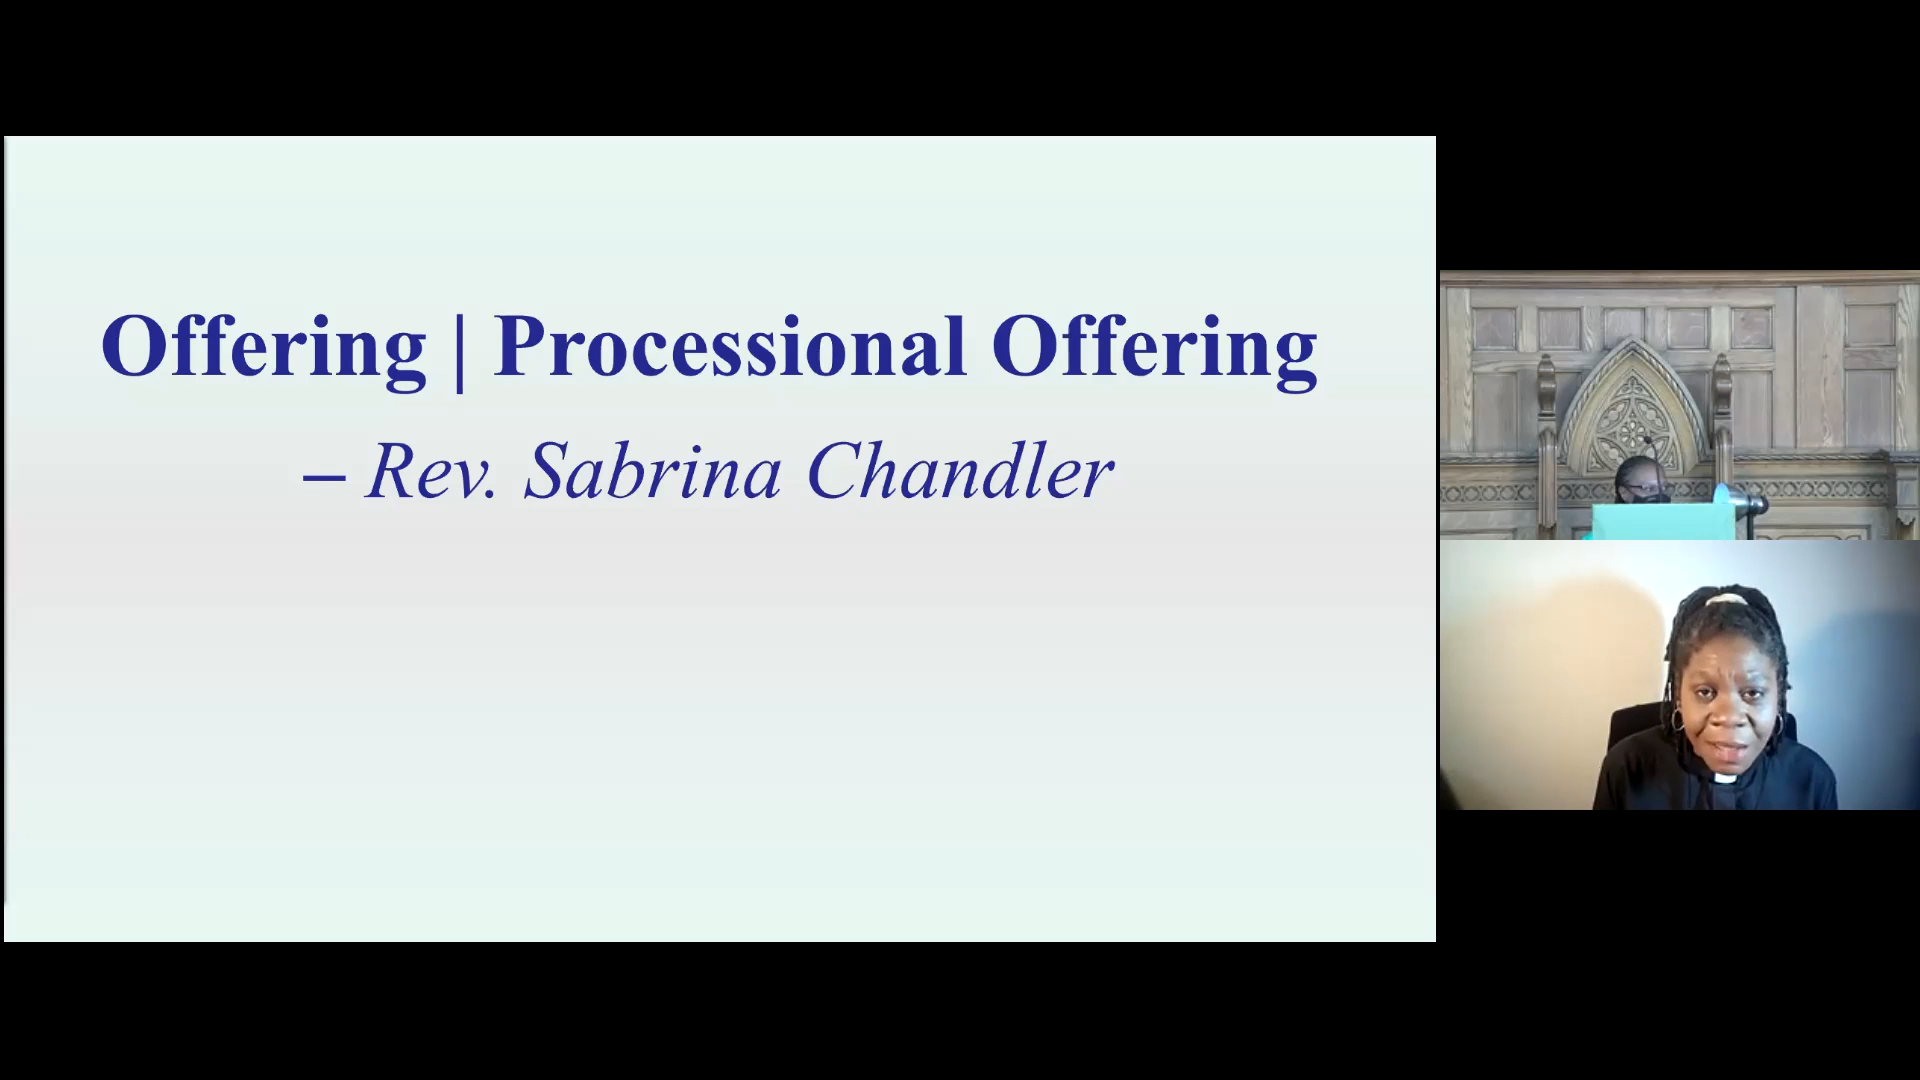 Offering | Processional Offering
– Rev. Sabrina Chandler